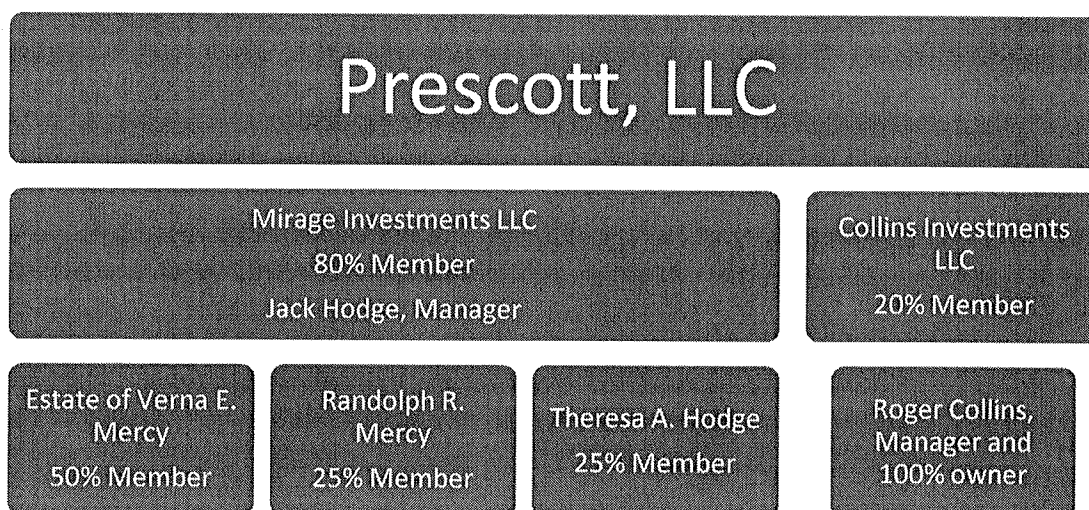 Prescott, LLC
Mirage Investments LLC
80% Member
Jack Hodge, Manager
Collins Investments
LLC
20% Member
Estate of Verna E.
Mercy
50% Member
Randolph R.
Mercy
25% Member
Theresa A. Hodge
25% Member
Roger Collins,
Manager and
100% owner